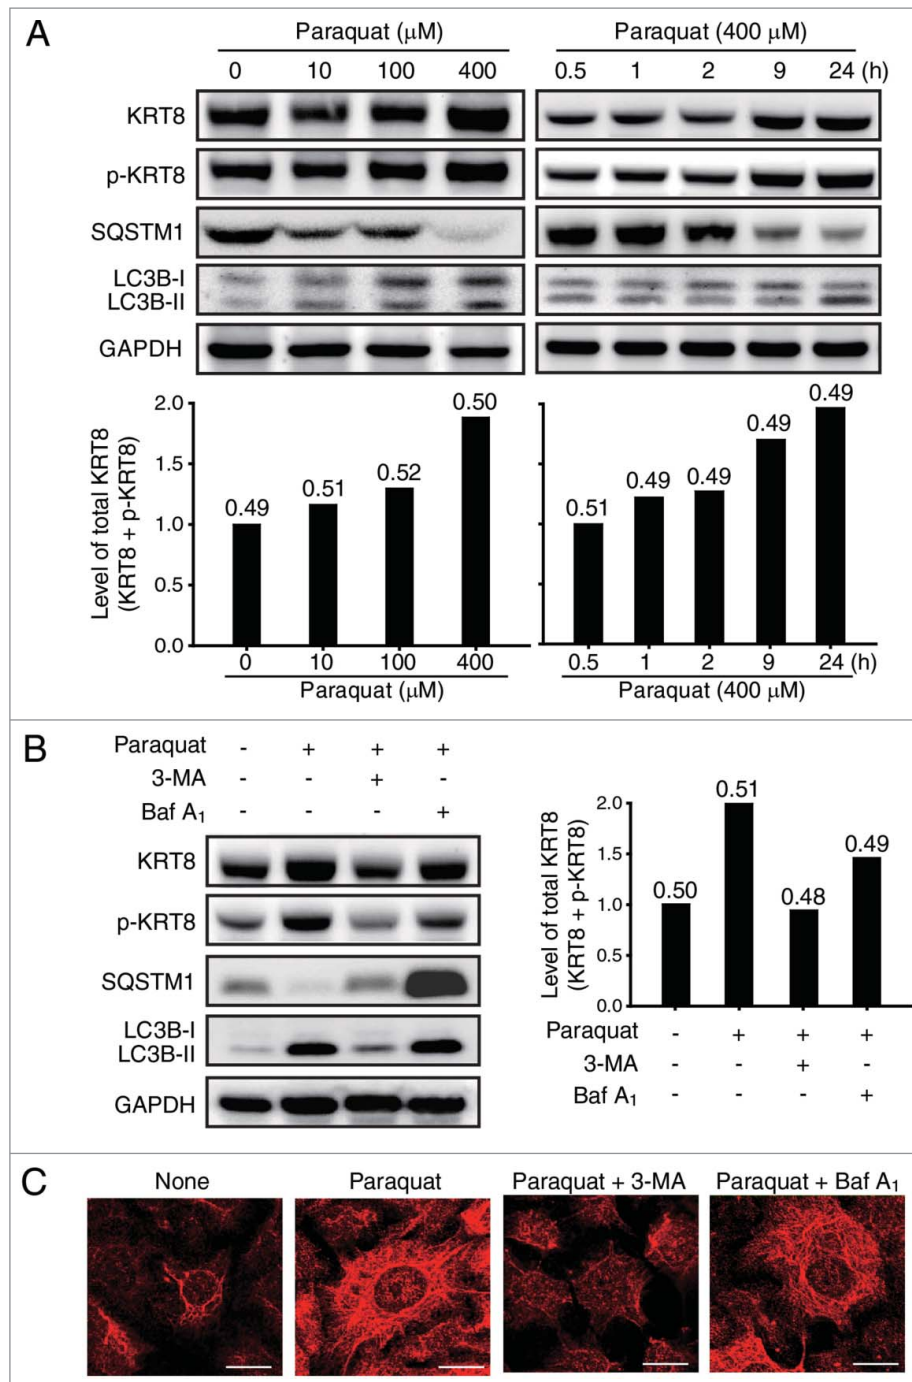 A
Paraquat (μM)
0 10 100 400
Paraquat (400 μM)
0.5 1 2 9 24 (h)
KRT8
p-KRT8
SQSTM1
LC3B-I
LC3B-II
GAPDH
Level of total KRT8
(KRT8 + p-KRT8)
2.0
1.5
1.0
0.5
0.0
0.49 0.51 0.52 0.50
0 10 100 400
Paraquat (μM)
0.51 0.49 0.49 0.49 0.49
0.5 1 2 9 24 (h)
Paraquat (400 μM)
B
Paraquat - + + +
3-MA - - + -
Baf A₁ - - - +
KRT8
p-KRT8
SQSTM1
LC3B-I
LC3B-II
GAPDH
Level of total KRT8
(KRT8 + p-KRT8)
2.0
1.5
1.0
0.5
0.0
0.50 0.51 0.48 0.49
Paraquat - + + +
3-MA - - + -
Baf A₁ - - - +
C
None
Paraquat
Paraquat + 3-MA
Paraquat + Baf A₁